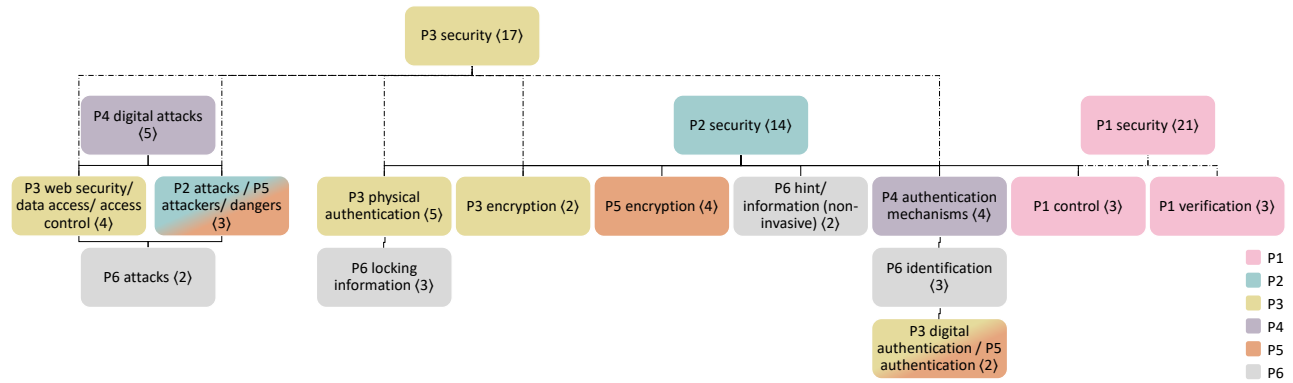 P3 security ⟨17⟩
P4 digital attacks
⟨5⟩
P2 security ⟨14⟩
P1 security ⟨21⟩
P3 web security/
data access/ access
control ⟨4⟩
P2 attacks / P5
attackers/ dangers
⟨3⟩
P3 physical
authentication ⟨5⟩
P3 encryption ⟨2⟩
P5 encryption ⟨4⟩
P6 hint/
information (non-
invasive) ⟨2⟩
P4 authentication
mechanisms ⟨4⟩
P1 control ⟨3⟩
P1 verification ⟨3⟩
P6 attacks ⟨2⟩
P6 locking
information ⟨3⟩
P6 identification
⟨3⟩
P3 digital
authentication / P5
authentication ⟨2⟩
P1
P2
P3
P4
P5
P6